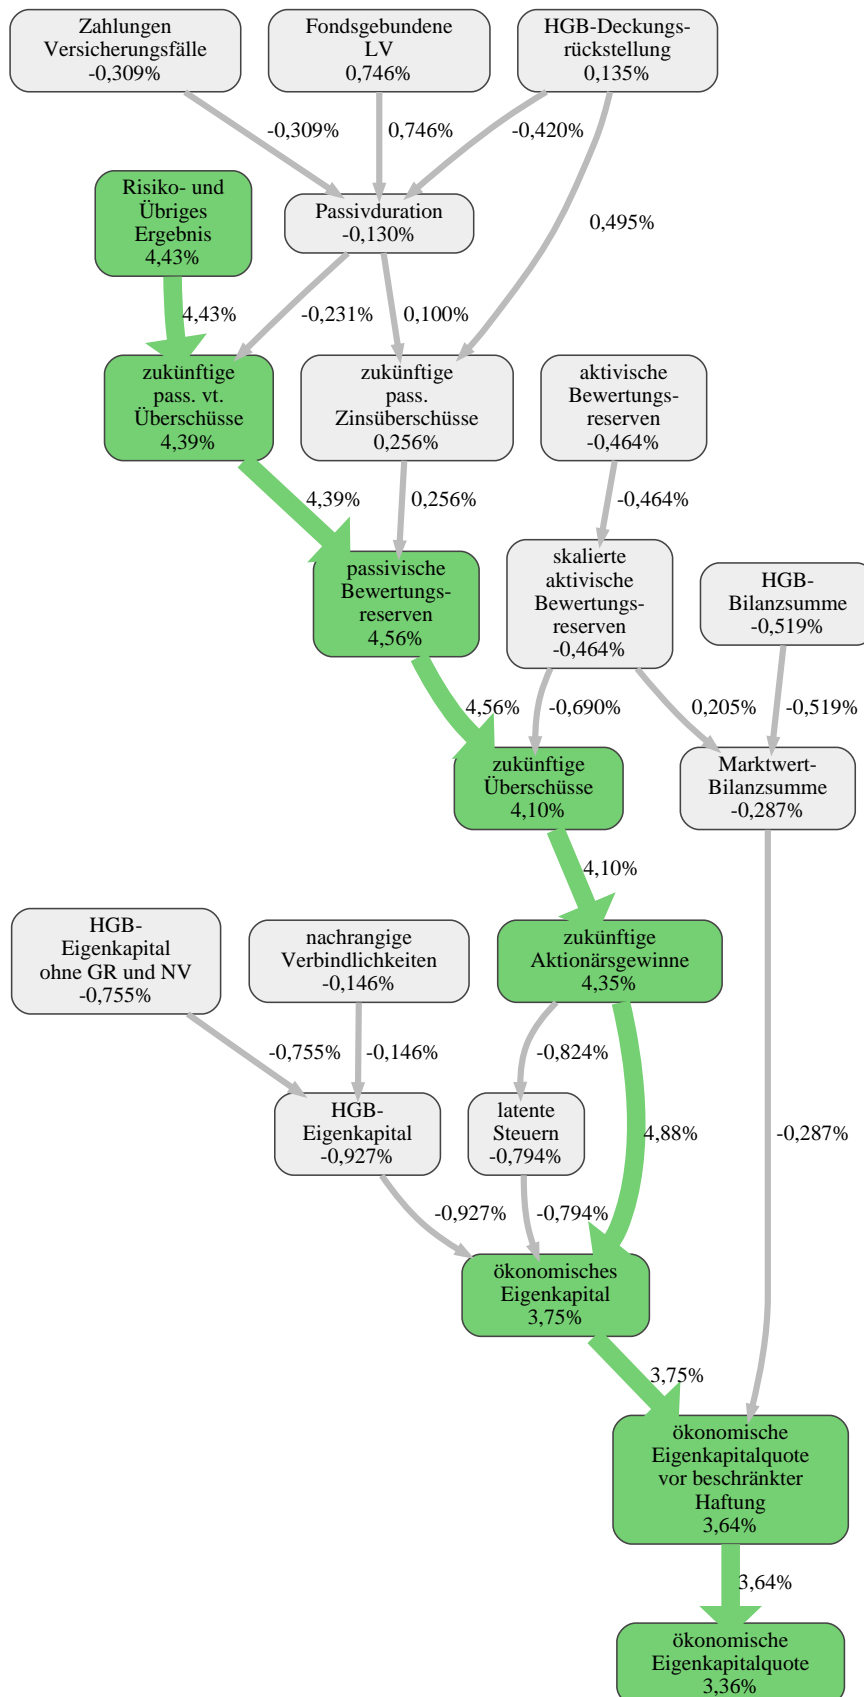 Zahlungen
Versicherungsfälle
-0,309%
Fondsgebundene
LV
0,746%
HGB-Deckungs-
rückstellung
0,135%
-0,309%
0,746%
-0,420%
Risiko- und
Übriges
Ergebnis
4,43%
Passivduration
-0,130%
0,495%
4,43%
-0,231%
0,100%
zukünftige
pass. vt.
Überschüsse
4,39%
zukünftige
pass.
Zinsüberschüsse
0,256%
aktivische
Bewertungs-
reserven
-0,464%
4,39%
0,256%
-0,464%
passivische
Bewertungs-
reserven
4,56%
skalierte
aktivische
Bewertungs-
reserven
-0,464%
HGB-
Bilanzsumme
-0,519%
4,56%
-0,690%
0,205%
-0,519%
zukünftige
Überschüsse
4,10%
Marktwert-
Bilanzsumme
-0,287%
4,10%
HGB-
Eigenkapital
ohne GR und NV
-0,755%
nachrangige
Verbindlichkeiten
-0,146%
zukünftige
Aktionärsgewinne
4,35%
-0,755%
-0,146%
-0,824%
HGB-
Eigenkapital
-0,927%
latente
Steuern
-0,794%
4,88%
-0,287%
-0,927%
-0,794%
ökonomisches
Eigenkapital
3,75%
3,75%
ökonomische
Eigenkapitalquote
vor beschränkter
Haftung
3,64%
3,64%
ökonomische
Eigenkapitalquote
3,36%